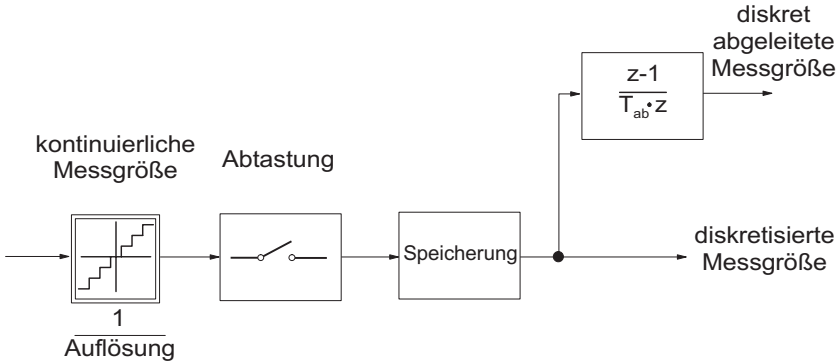 diskret
abgeleitete
Messgröße
z-1
T_ab·z
kontinuierliche
Messgröße
Abtastung
Speicherung
diskretisierte
Messgröße
1
Auflösung